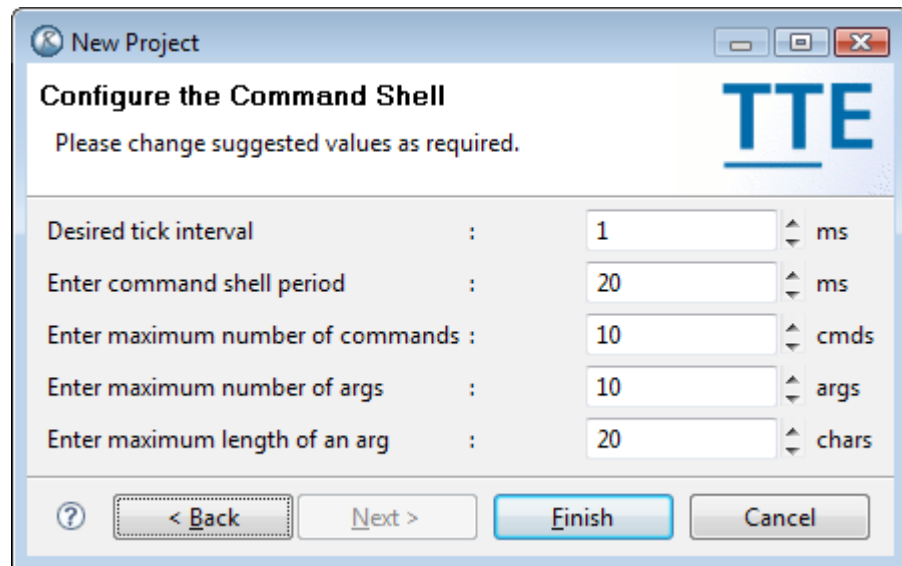 New Project
Configure the Command Shell
Please change suggested values as required.
TTE
Desired tick interval : 1 ms
Enter command shell period : 20 ms
Enter maximum number of commands : 10 cmds
Enter maximum number of args : 10 args
Enter maximum length of an arg : 20 chars
? < Back Next > Finish Cancel